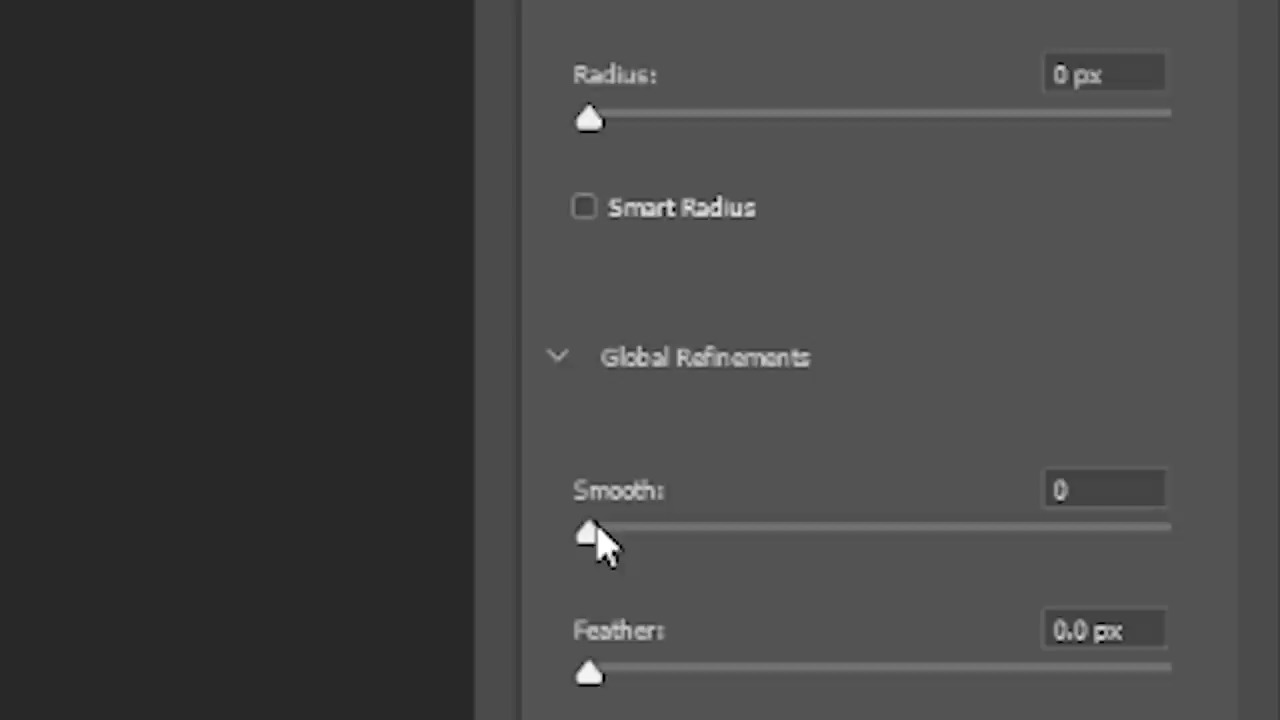 Radius: 0 px
Smart Radius
Global Refinements
Smooth: 0
Feather: 0.0 px